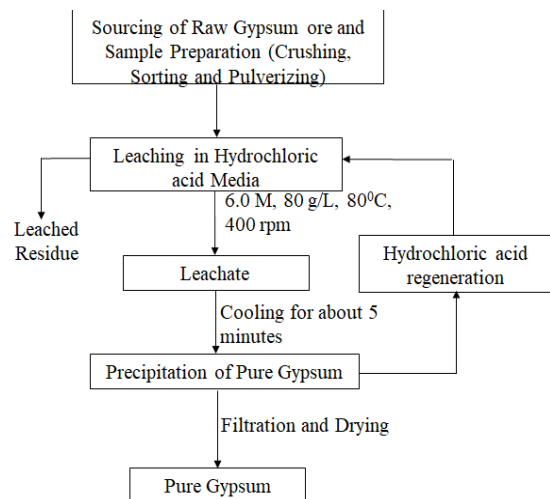 Sourcing of Raw Gypsum ore and
Sample Preparation (Crushing,
Sorting and Pulverizing)
Leaching in Hydrochloric
acid Media
6.0 M, 80 g/L, 80⁰C,
400 rpm
Leached
Residue
Hydrochloric acid
regeneration
Leachate
Cooling for about 5
minutes
Precipitation of Pure Gypsum
Filtration and Drying
Pure Gypsum